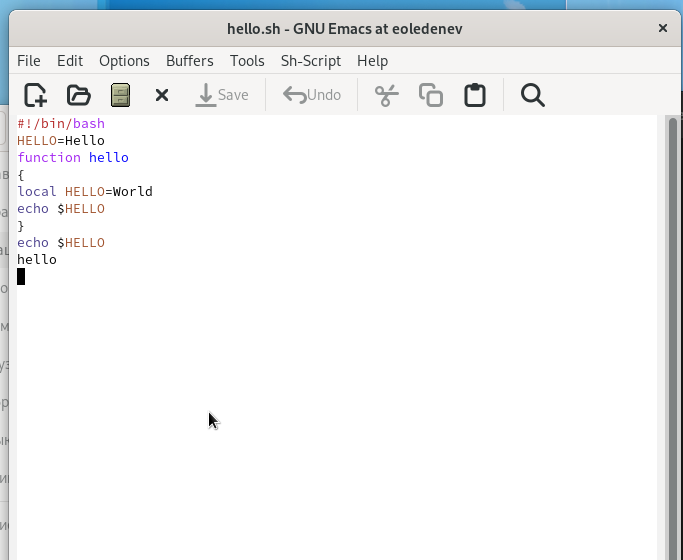 hello.sh - GNU Emacs at eoledenev
File Edit Options Buffers Tools Sh-Script Help
Save Undo
#!/bin/bash
HELLO=Hello
function hello
{
local HELLO=World
echo $HELLO
}
echo $HELLO
hello